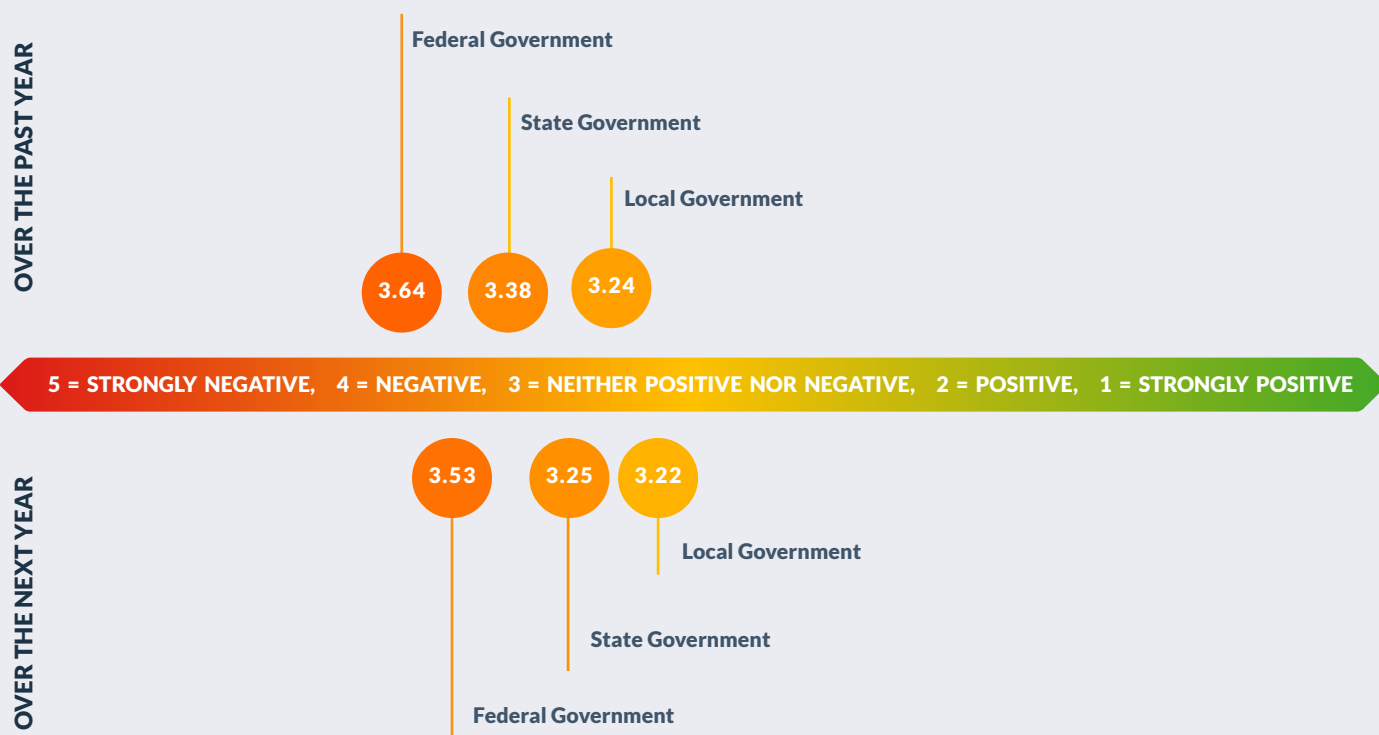 OVER THE PAST YEAR
Federal Government
State Government
Local Government
3.64
3.38
3.24
5 = STRONGLY NEGATIVE, 4 = NEGATIVE, 3 = NEITHER POSITIVE NOR NEGATIVE, 2 = POSITIVE, 1 = STRONGLY POSITIVE
OVER THE NEXT YEAR
3.53
3.25
3.22
Local Government
State Government
Federal Government